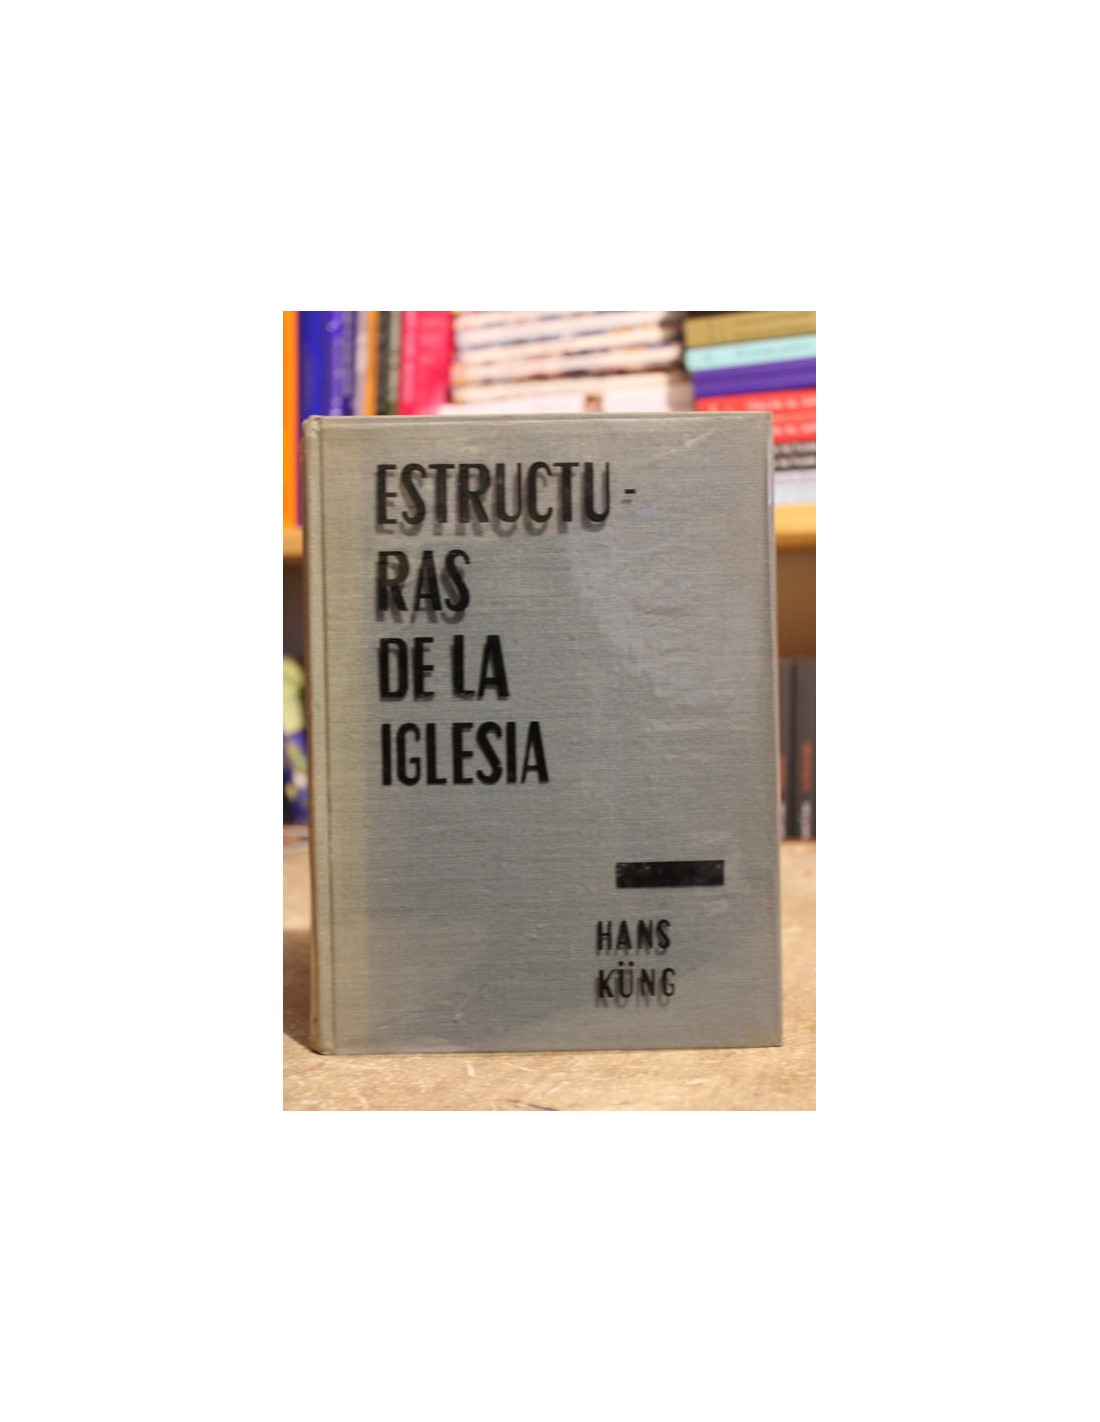 ESTRUCTU-
RAS
DE LA
IGLESIA
HANS
KÜNG